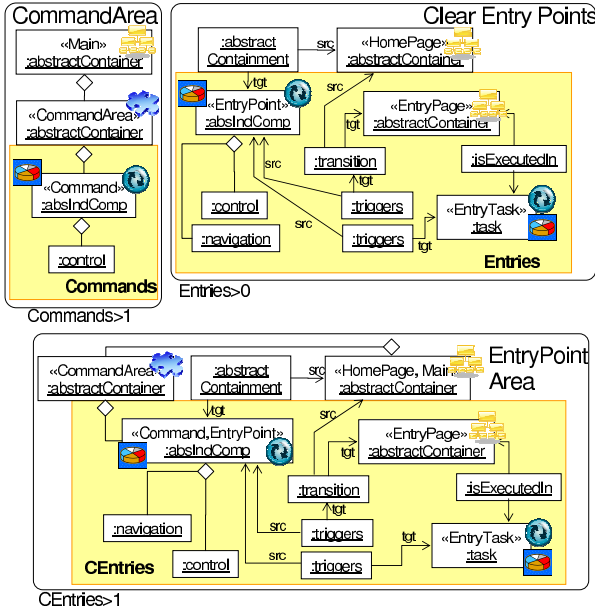 CommandArea
«Main»
:abstractContainer
«CommandArea»
:abstractContainer
«Command»
:absIndComp
:control
Commands
Commands>1
Clear Entry Points
:abstract
Containment
src
«HomePage»
:abstractContainer
tgt
src
«EntryPoint»
:absIndComp
«EntryPage»
:abstractContainer
tgt
src
:transition
:isExecutedIn
tgt
:control
:triggers
src
«EntryTask»
:task
:navigation
:triggers
tgt
Entries
Entries>0
EntryPoint
Area
«CommandArea»
:abstractContainer
:abstract
Containment
src
«HomePage, Main»
:abstractContainer
tgt
src
«Command,EntryPoint»
:absIndComp
«EntryPage»
:abstractContainer
tgt
:transition
:isExecutedIn
tgt
src
:navigation
:triggers
«EntryTask»
:task
src
tgt
:control
:triggers
CEntries
CEntries>1